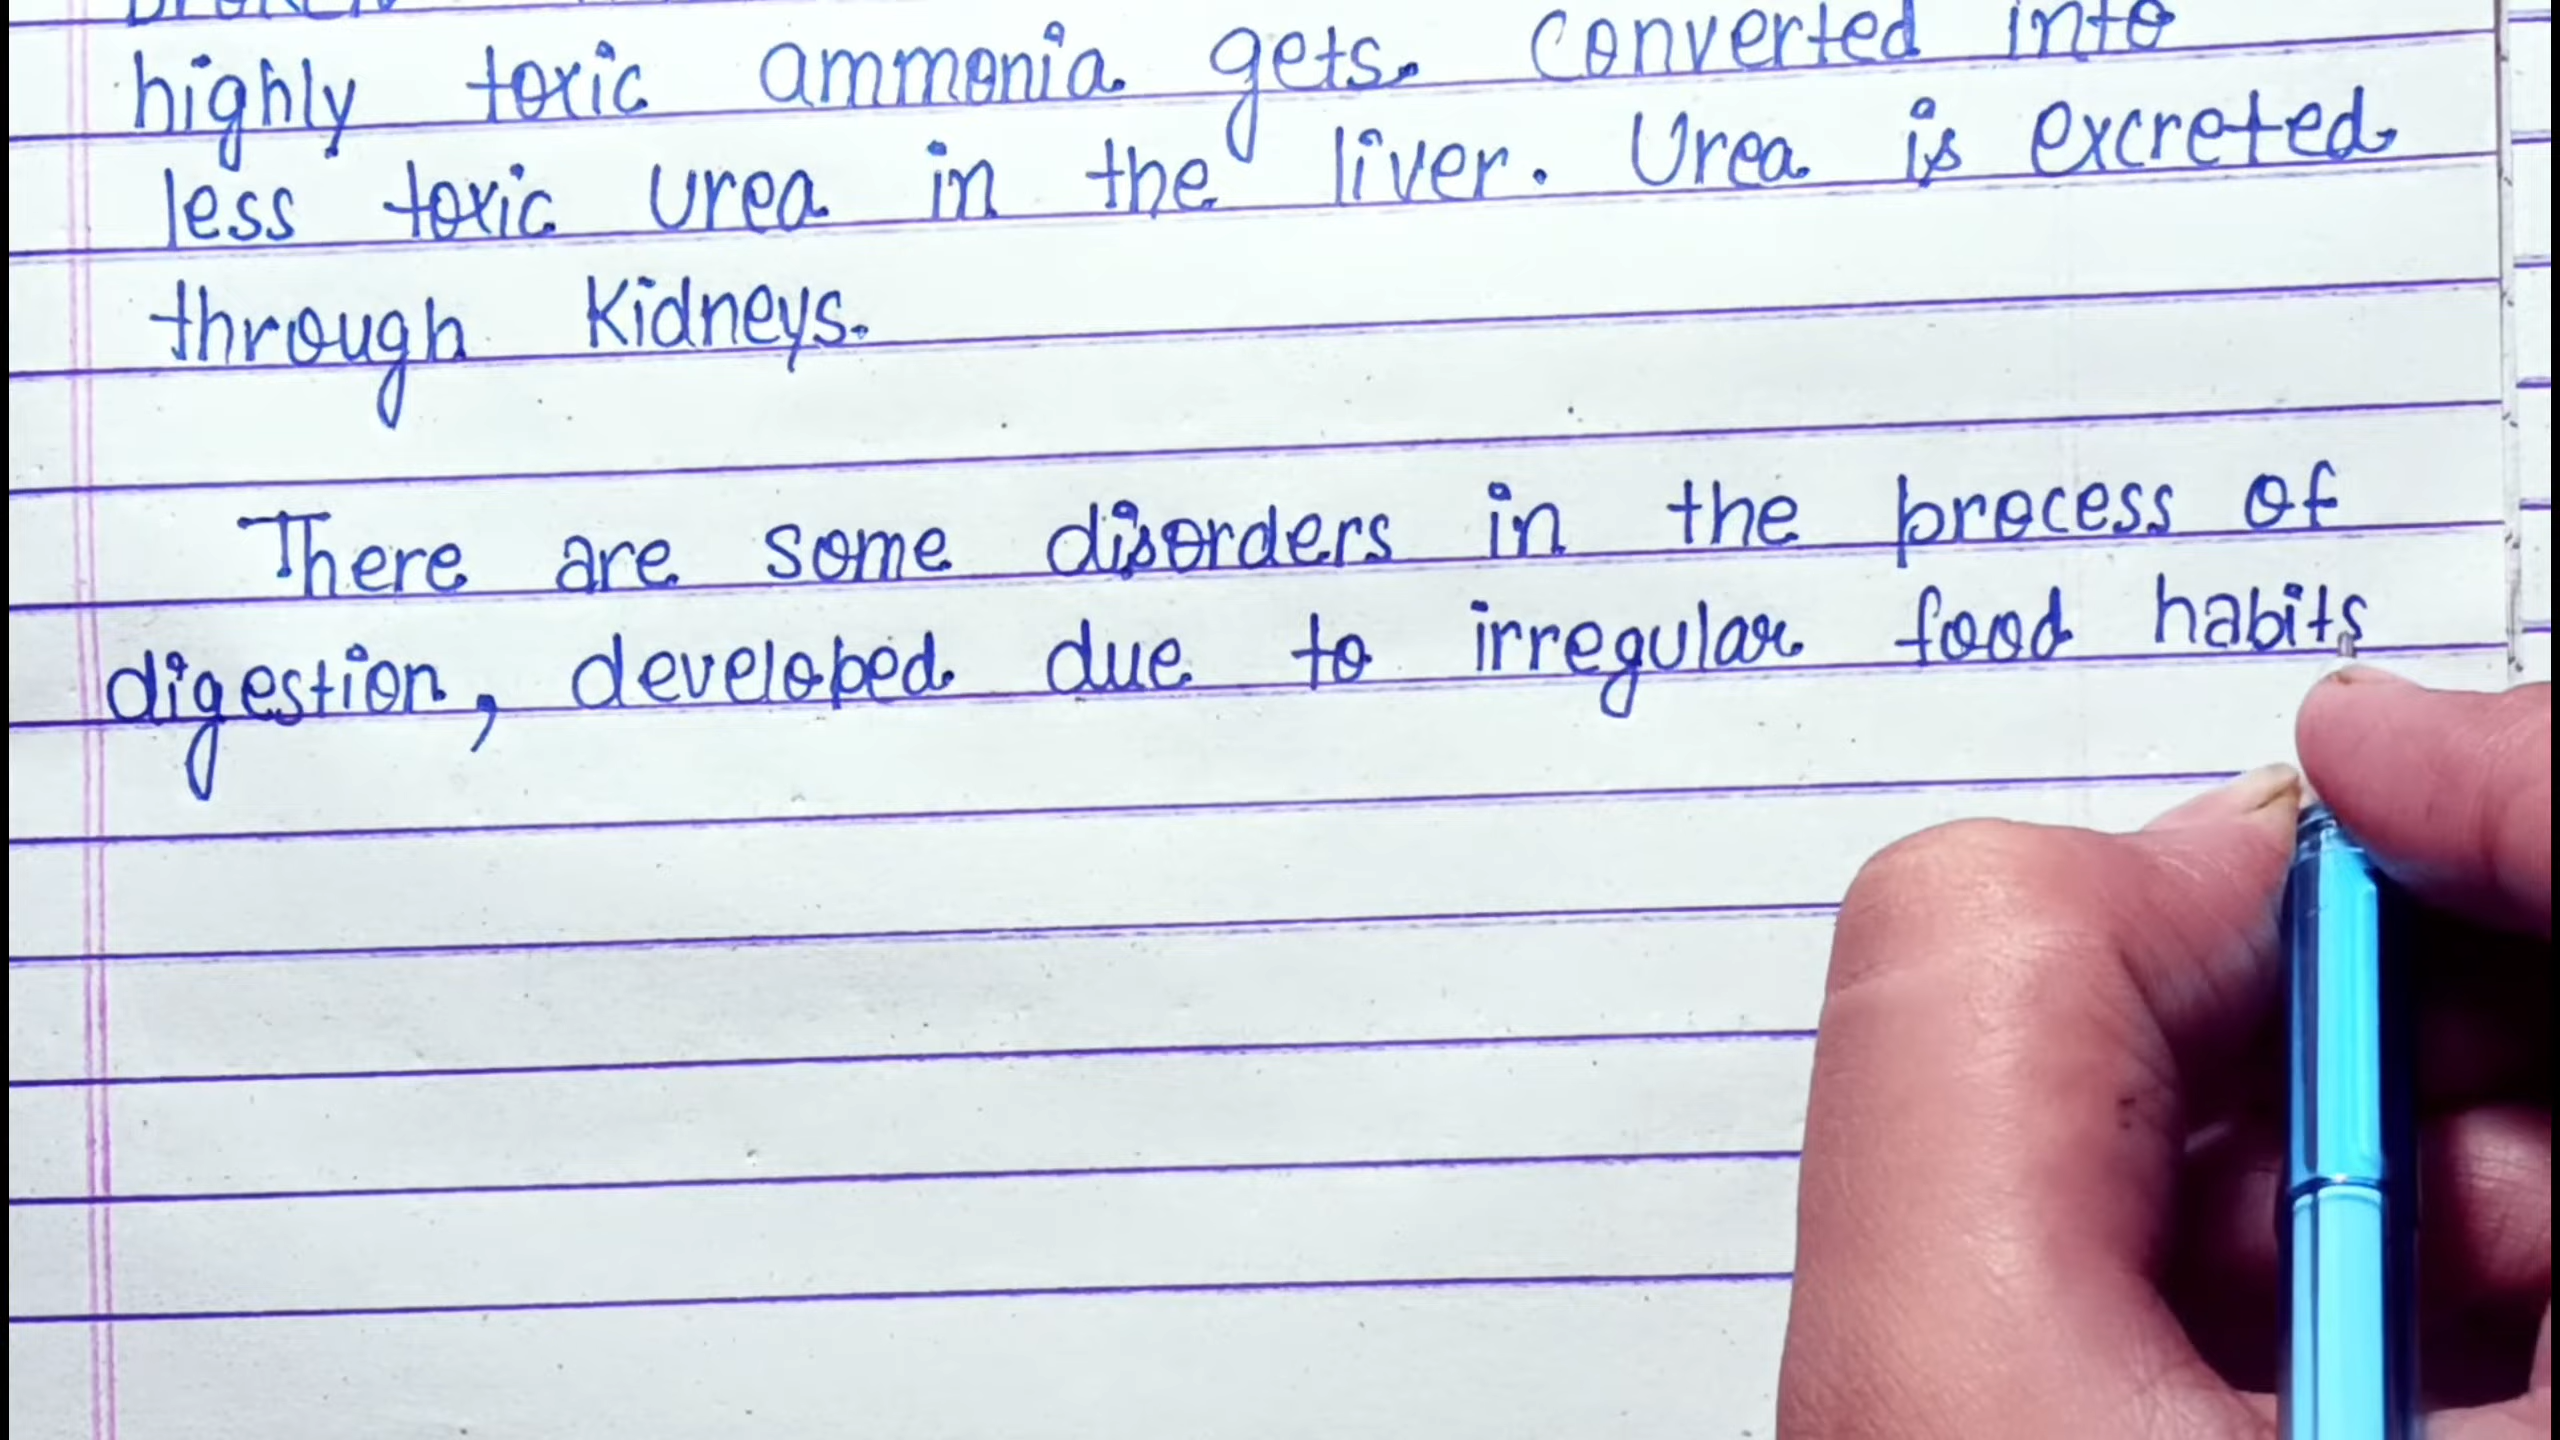 broken
highly toxic ammonia gets converted into
less toxic urea in the liver. Urea is excreted
through kidneys.
There are some disorders in the process of
digestion, developed due to irregular food habits